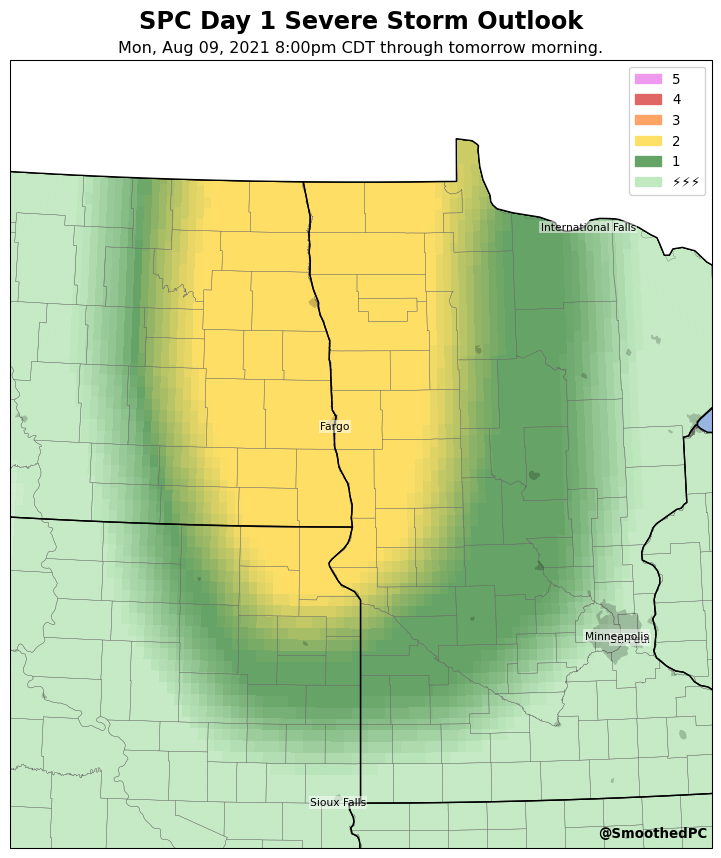 SPC Day 1 Severe Storm Outlook
Mon, Aug 09, 2021 8:00pm CDT through tomorrow morning.
5
4
3
2
1
⚡⚡⚡
International Falls
Fargo
Minneapolis
Sioux Falls
@SmoothedPC